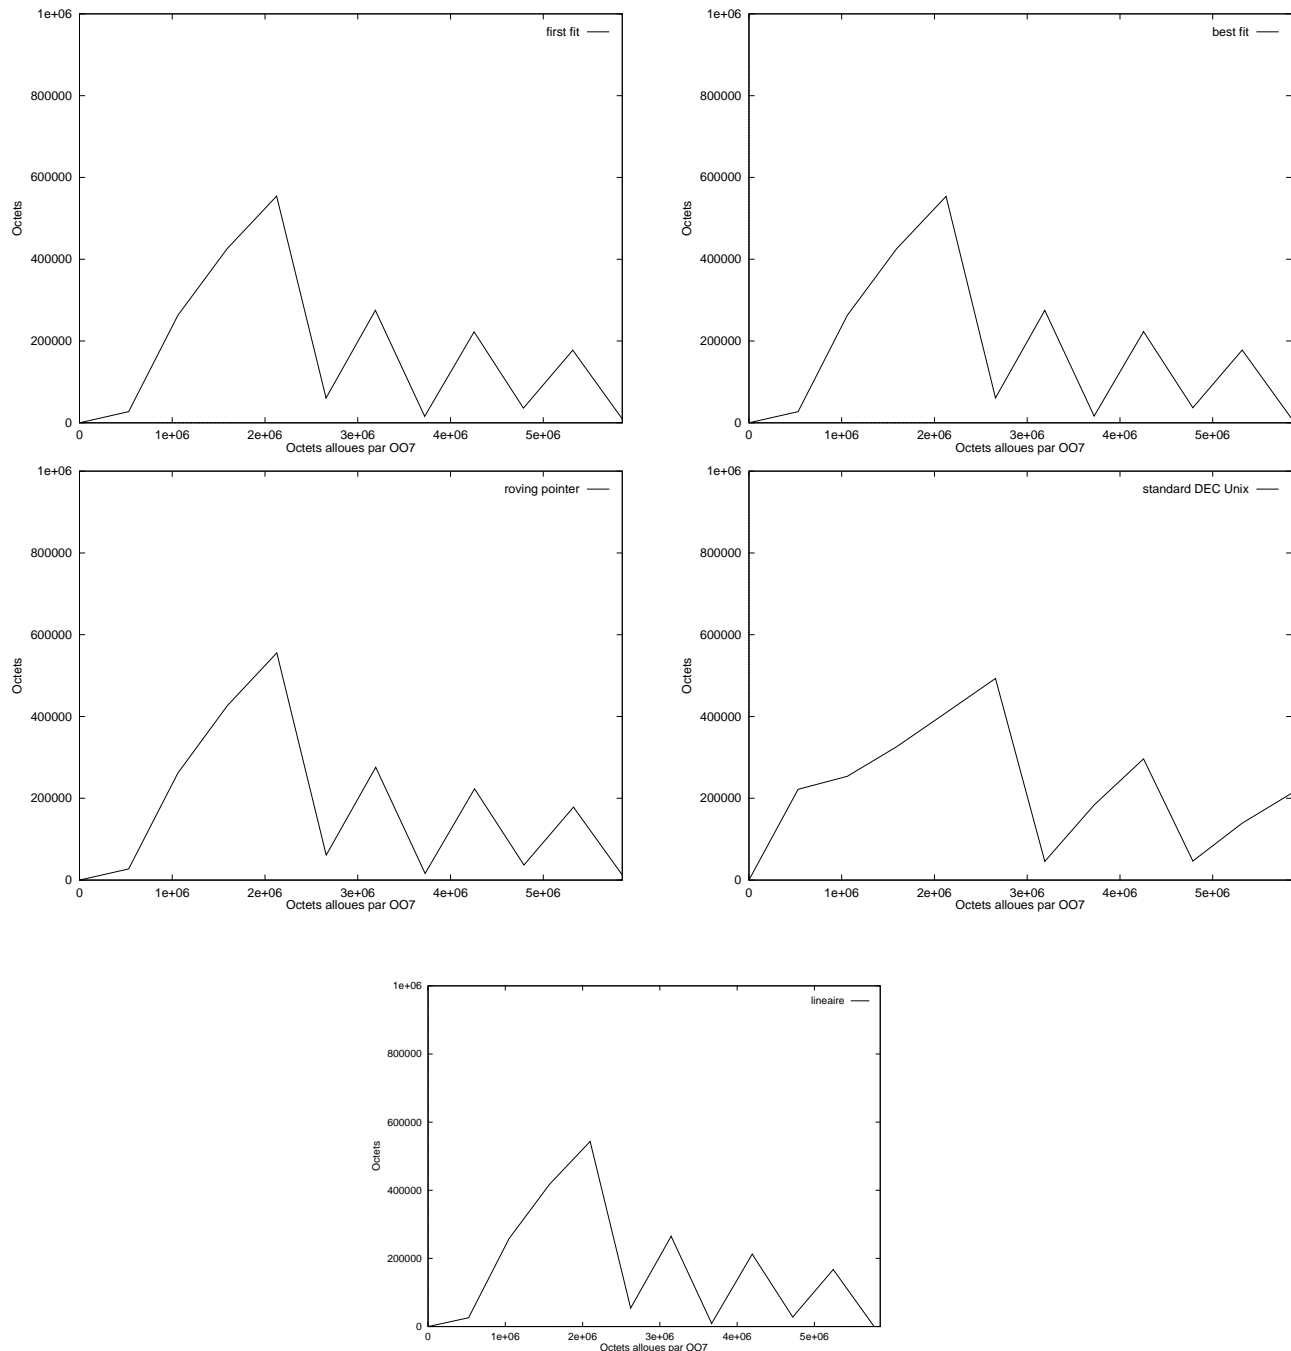 1e+06
first fit
800000
600000
Octets
400000
200000
0
0 1e+06 2e+06 3e+06 4e+06 5e+06
Octets alloues par OO7
1e+06
best fit
800000
600000
Octets
400000
200000
0
0 1e+06 2e+06 3e+06 4e+06 5e+06
Octets alloues par OO7
1e+06
roving pointer
800000
600000
Octets
400000
200000
0
0 1e+06 2e+06 3e+06 4e+06 5e+06
Octets alloues par OO7
1e+06
standard DEC Unix
800000
600000
Octets
400000
200000
0
0 1e+06 2e+06 3e+06 4e+06 5e+06
Octets alloues par OO7
1e+06
lineaire
800000
600000
Octets
400000
200000
0
0 1e+06 2e+06 3e+06 4e+06 5e+06
Octets alloues par OO7